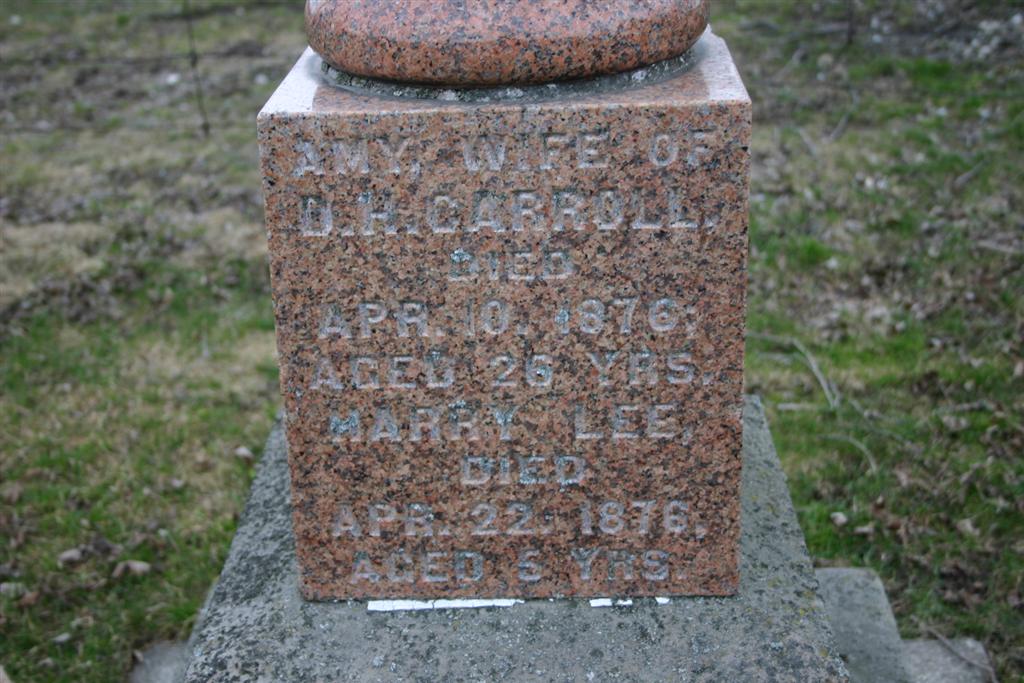 AMY, WIFE OF
D.H. CARROLL,
DIED
APR. 10. 1876;
AGED 26 YRS.
HARRY LEE,
DIED
APR. 22. 1876.
AGED 5 YRS.